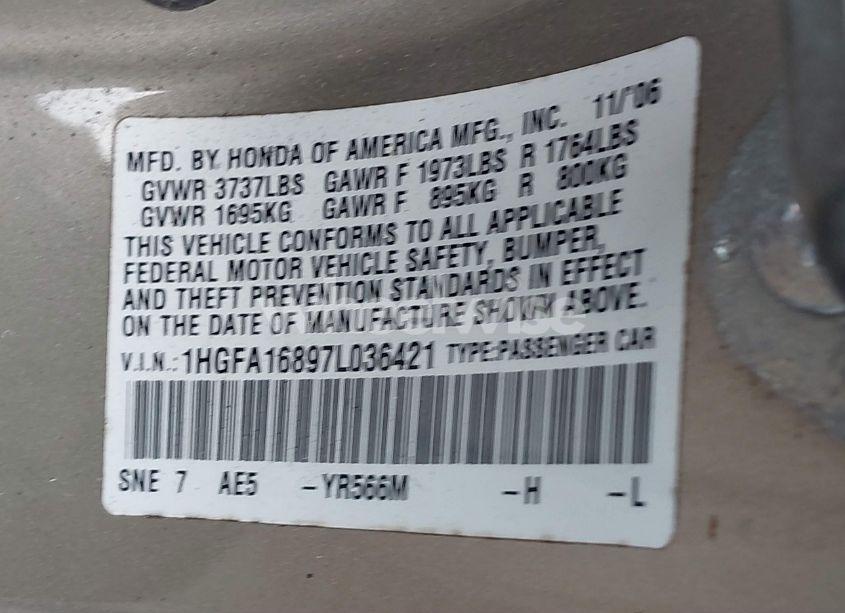 MFD. BY HONDA OF AMERICA MFG., INC. 11/'06
GVWR 3737LBS GAWR F 1973LBS R 1764LBS
GVWR 1695KG GAWR F 895KG R 800KG
THIS VEHICLE CONFORMS TO ALL APPLICABLE
FEDERAL MOTOR VEHICLE SAFETY, BUMPER,
AND THEFT PREVENTION STANDARDS IN EFFECT
ON THE DATE OF MANUFACTURE SHOWN ABOVE.
V.I.N.: 1HGFA16897L036421 TYPE:PASSENGER CAR
SNE 7 AE5 -YR566M -H -L